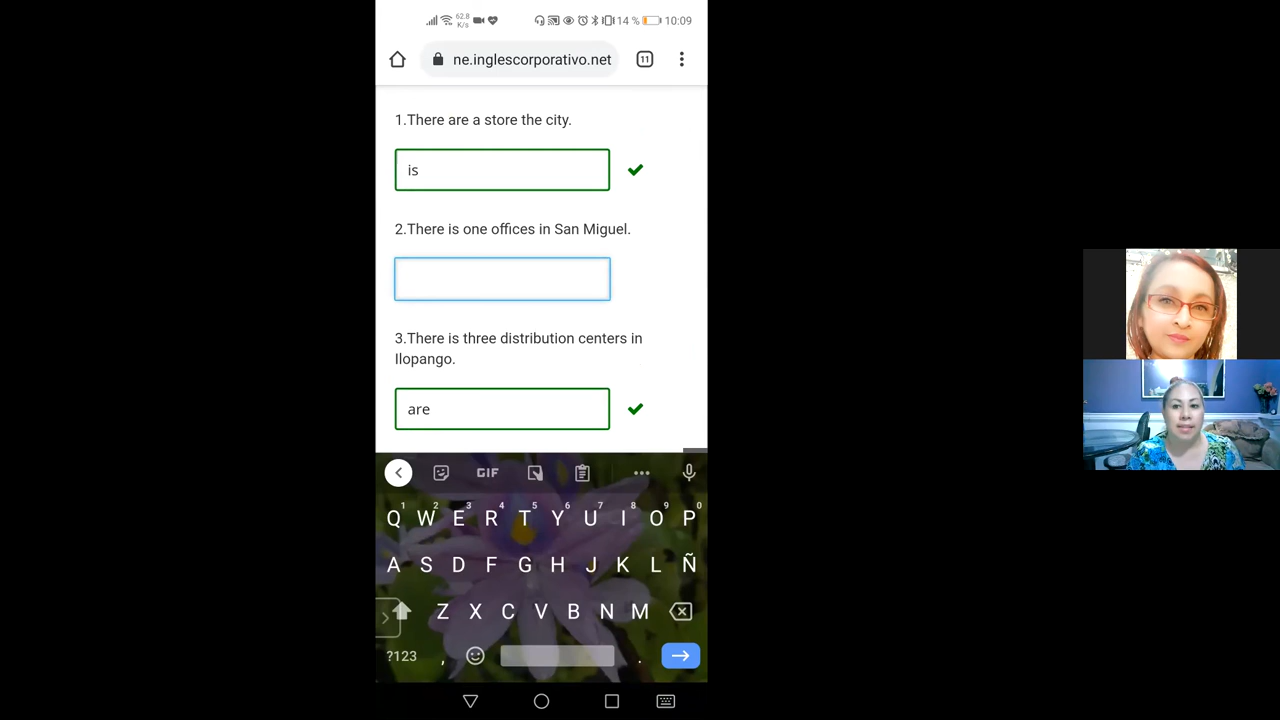 62.8
K/s
14 %
10:09
ne.inglescorporativo.net
11
1.There are a store the city.
is
2.There is one offices in San Miguel.
3.There is three distribution centers in
Ilopango.
are
GIF
1 2 3 4 5 6 7 8 9 0
Q W E R T Y U I O P
A S D F G H J K L Ñ
Z X C V B N M
?123 , .